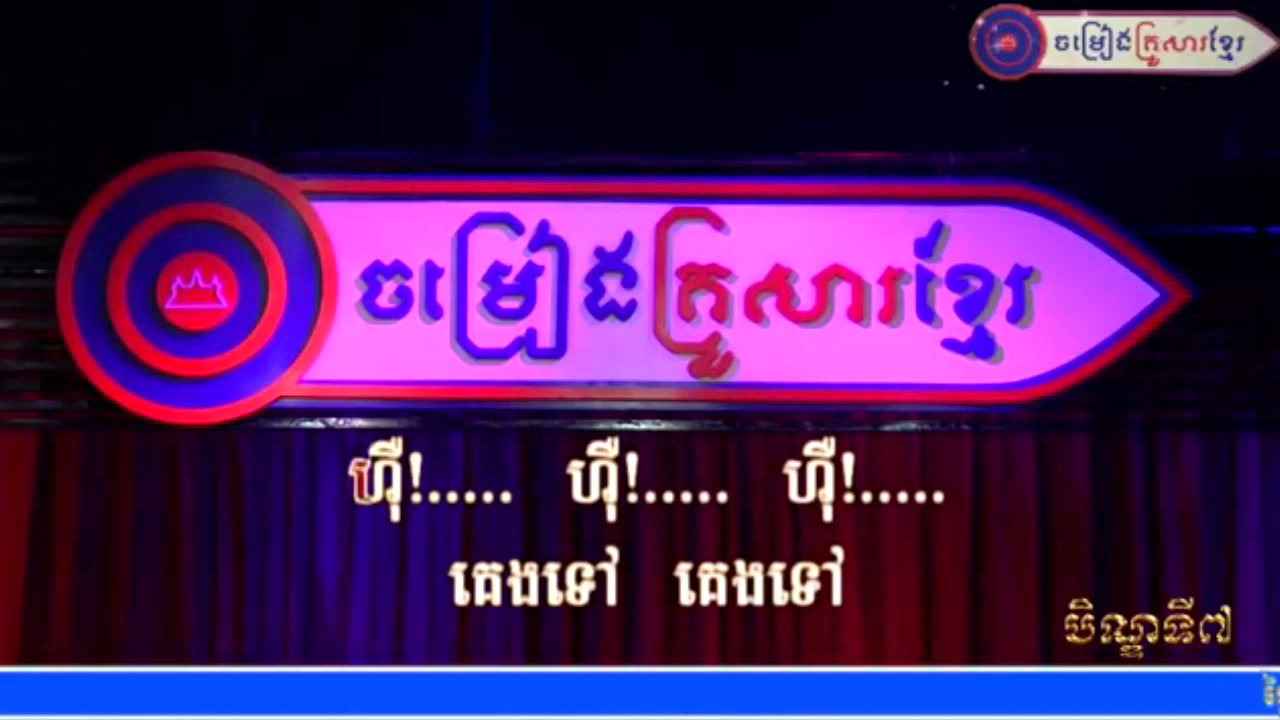 ចម្រៀងគ្រួសារខ្មែរ
ចម្រៀងគ្រួសារខ្មែរ
ហ៊ឺ!..... ហ៊ឺ!..... ហ៊ឺ!.....
គេងទៅ គេងទៅ
បិណ្ឌទី៧